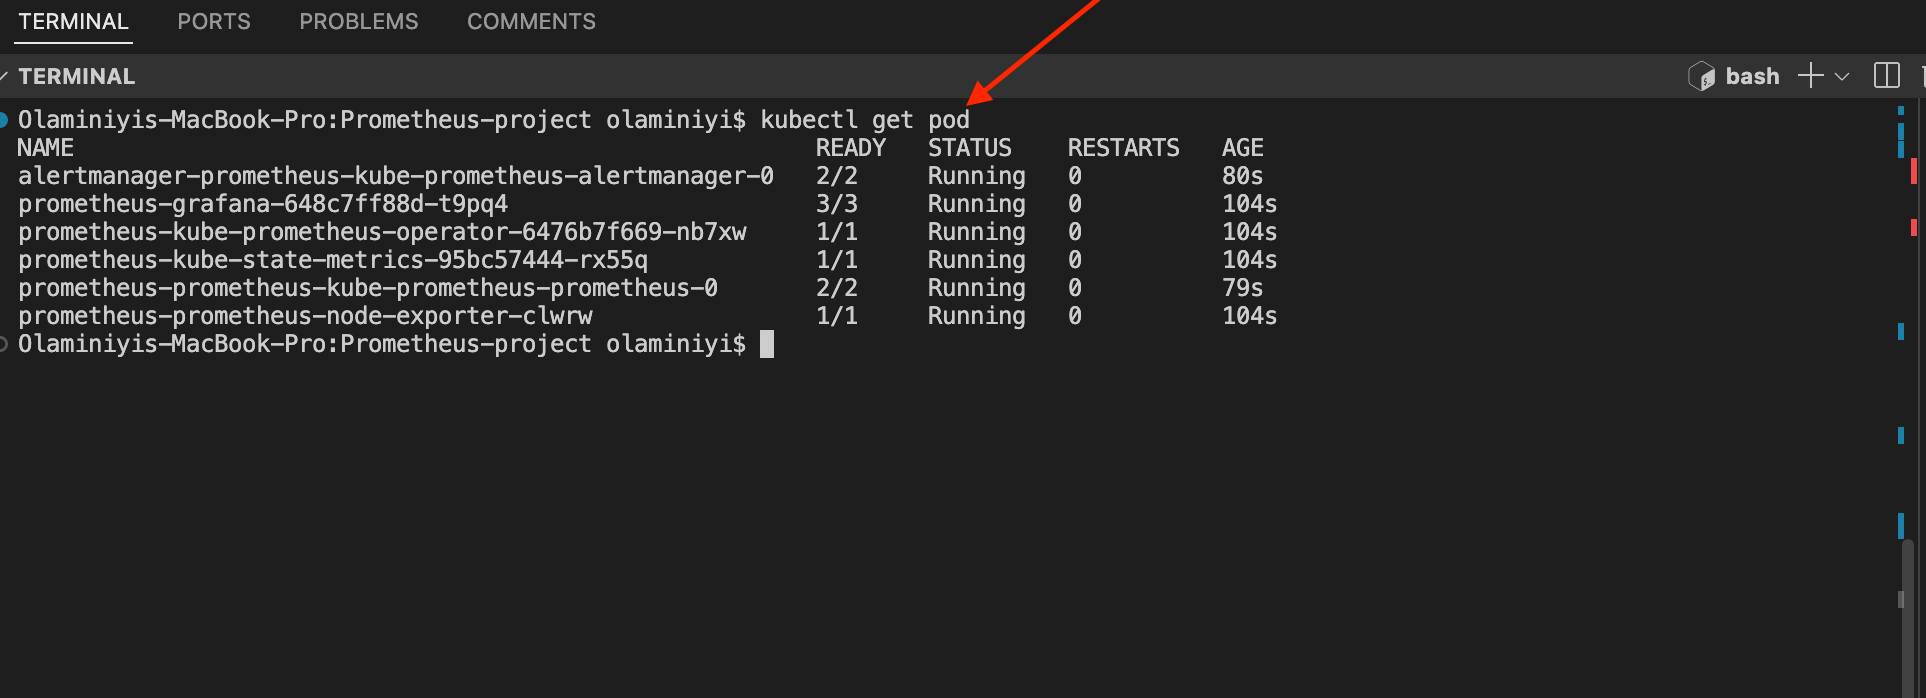 TERMINAL PORTS PROBLEMS COMMENTS
TERMINAL bash
Olaminiyis-MacBook-Pro:Prometheus-project olaminiyi$ kubectl get pod
NAME READY STATUS RESTARTS AGE
alertmanager-prometheus-kube-prometheus-alertmanager-0 2/2 Running 0 80s
prometheus-grafana-648c7ff88d-t9pq4 3/3 Running 0 104s
prometheus-kube-prometheus-operator-6476b7f669-nb7xw 1/1 Running 0 104s
prometheus-kube-state-metrics-95bc57444-rx55q 1/1 Running 0 104s
prometheus-prometheus-kube-prometheus-prometheus-0 2/2 Running 0 79s
prometheus-prometheus-node-exporter-clwrw 1/1 Running 0 104s
Olaminiyis-MacBook-Pro:Prometheus-project olaminiyi$